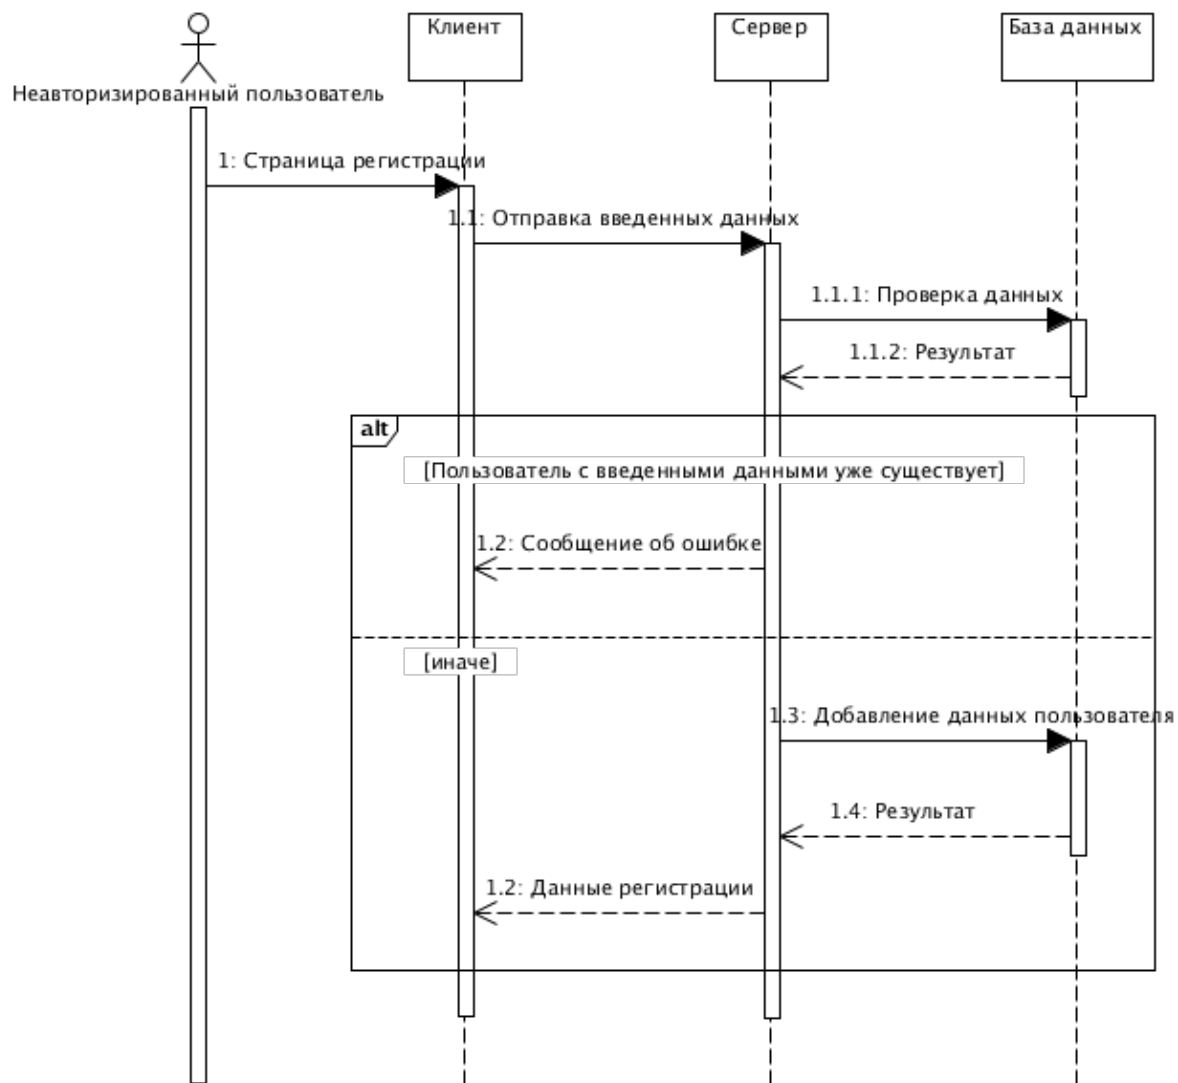 Клиент
Сервер
База данных
Неавторизированный пользователь
1: Страница регистрации
1.1: Отправка введенных данных
1.1.1: Проверка данных
1.1.2: Результат
alt
[Пользователь с введенными данными уже существует]
1.2: Сообщение об ошибке
[иначе]
1.3: Добавление данных пользователя
1.4: Результат
1.2: Данные регистрации